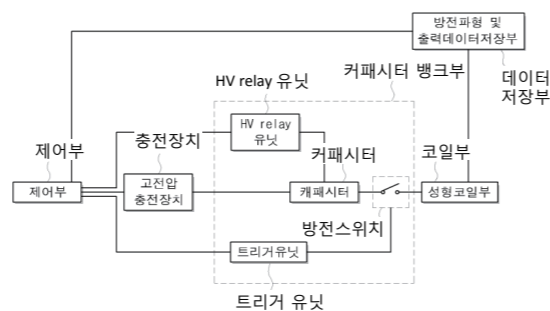 방전파형 및
출력데이터저장부
데이터
저장부
커패시터 뱅크부
HV relay 유닛
HV relay
유닛
커패시터
코일부
충전장치
제어부
제어부
고전압
충전장치
캐패시터
성형코일부
방전스위치
트리거유닛
트리거 유닛